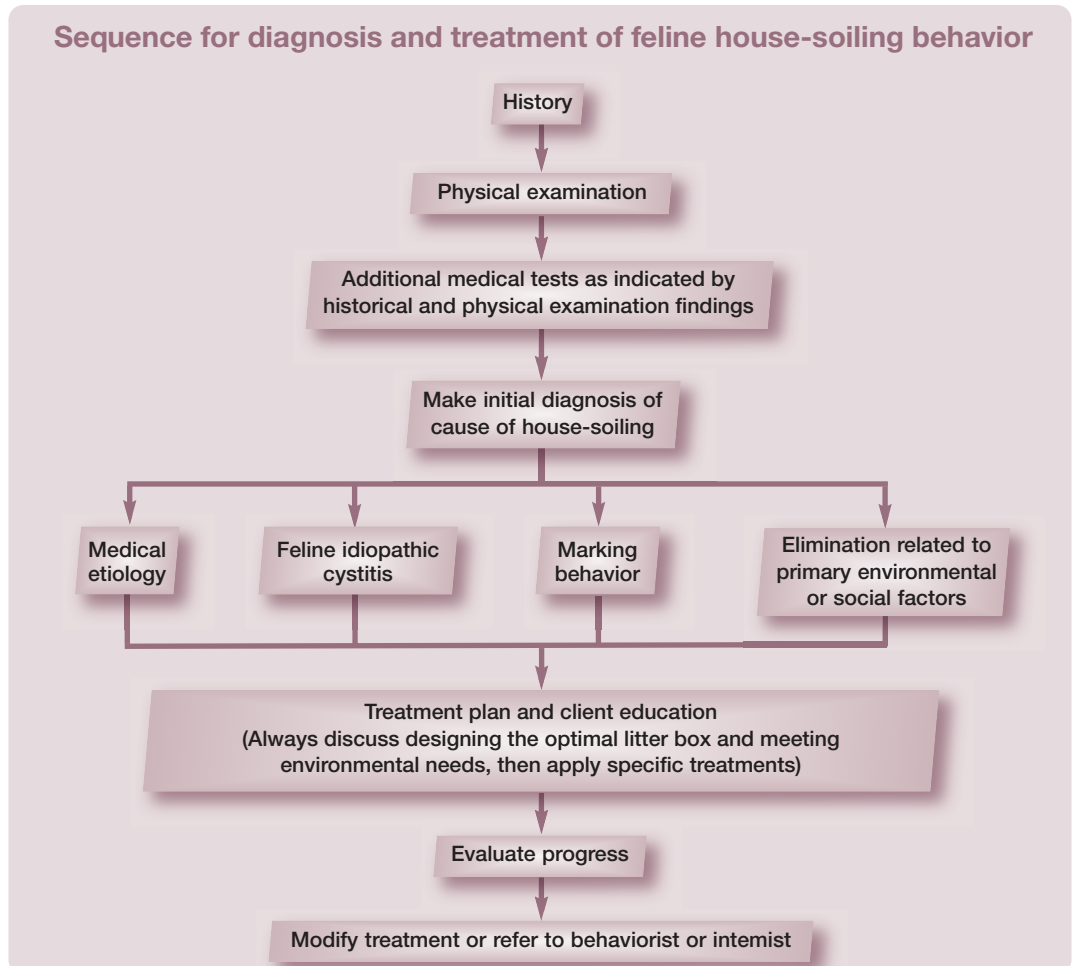 Sequence for diagnosis and treatment of feline house-soiling behavior
History
Physical examination
Additional medical tests as indicated by
historical and physical examination findings
Make initial diagnosis of
cause of house-soiling
Medical
etiology
Feline idiopathic
cystitis
Marking
behavior
Elimination related to
primary environmental
or social factors
Treatment plan and client education
(Always discuss designing the optimal litter box and meeting
environmental needs, then apply specific treatments)
Evaluate progress
Modify treatment or refer to behaviorist or intemist